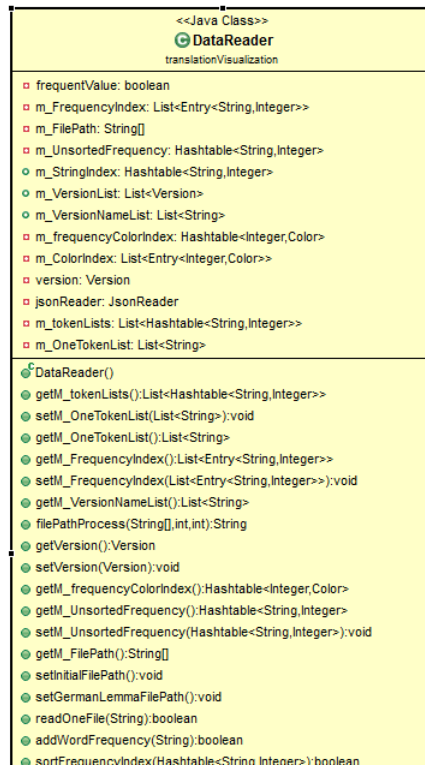 <<Java Class>>
DataReader
translationVisualization
frequentValue: boolean
m_FrequencyIndex: List<Entry<String,Integer>>
m_FilePath: String[]
m_UnsortedFrequency: Hashtable<String,Integer>
m_StringIndex: Hashtable<String,Integer>
m_VersionList: List<Version>
m_VersionNameList: List<String>
m_frequencyColorIndex: Hashtable<Integer,Color>
m_ColorIndex: List<Entry<Integer,Color>>
version: Version
jsonReader: JsonReader
m_tokenLists: List<Hashtable<String,Integer>>
m_OneTokenList: List<String>
DataReader()
getM_tokenLists():List<Hashtable<String,Integer>>
setM_OneTokenList(List<String>):void
getM_OneTokenList():List<String>
getM_FrequencyIndex():List<Entry<String,Integer>>
setM_FrequencyIndex(List<Entry<String,Integer>>):void
getM_VersionNameList():List<String>
filePathProcess(String[],int,int):String
getVersion():Version
setVersion(Version):void
getM_frequencyColorIndex():Hashtable<Integer,Color>
getM_UnsortedFrequency():Hashtable<String,Integer>
setM_UnsortedFrequency(Hashtable<String,Integer>):void
getM_FilePath():String[]
setInitialFilePath():void
setGermanLemmaFilePath():void
readOneFile(String):boolean
addWordFrequency(String):boolean
sortFrequencyIndex(Hashtable<String,Integer>):boolean